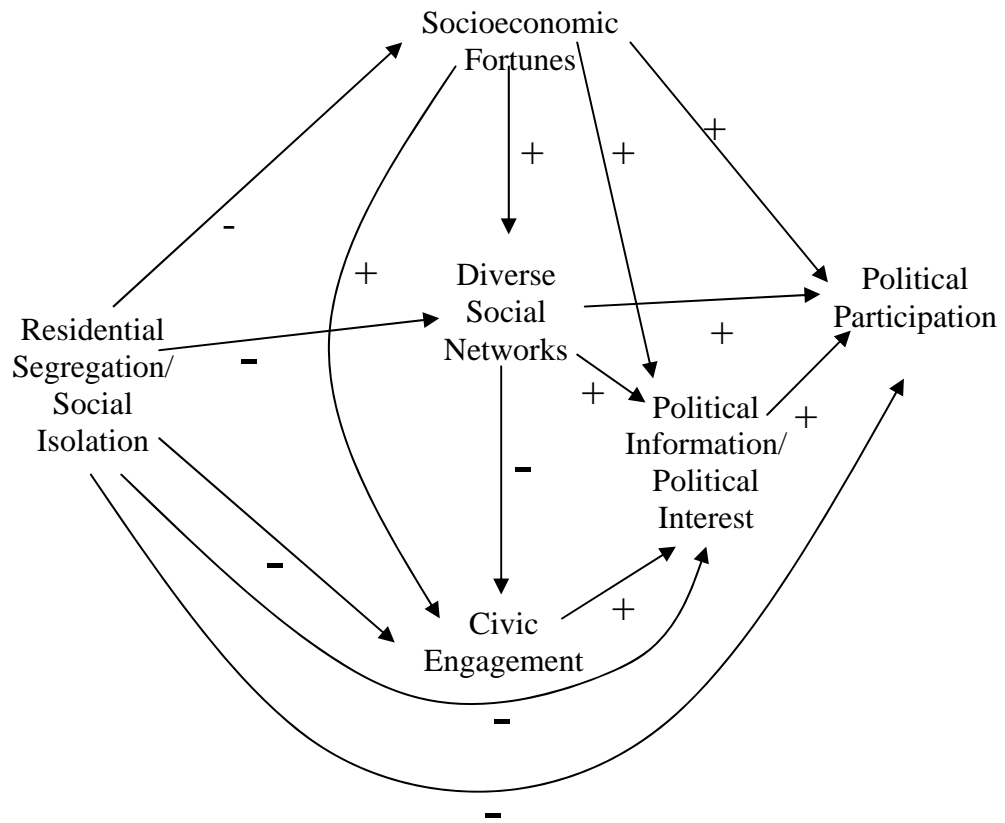 Socioeconomic
Fortunes
+
+
+
-
+
Diverse
Social
Networks
Political
Participation
Residential
Segregation/
Social
Isolation
-
+
+
+
Political
Information/
Political
Interest
-
-
+
Civic
Engagement
-
-